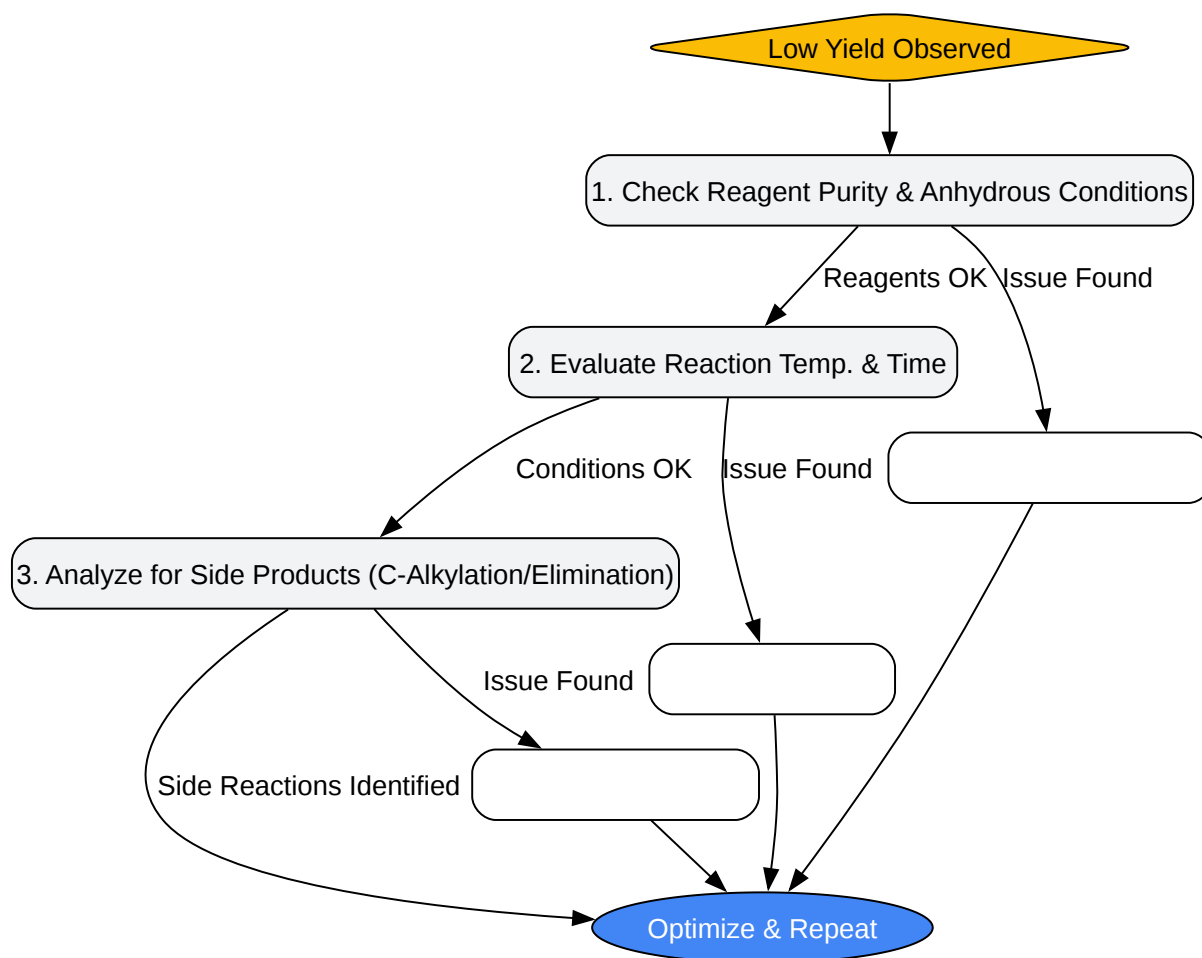 Low Yield Observed
1. Check Reagent Purity & Anhydrous Conditions
Reagents OK
Issue Found
2. Evaluate Reaction Temp. & Time
Conditions OK
Issue Found
3. Analyze for Side Products (C-Alkylation/Elimination)
Issue Found
Side Reactions Identified
Optimize & Repeat